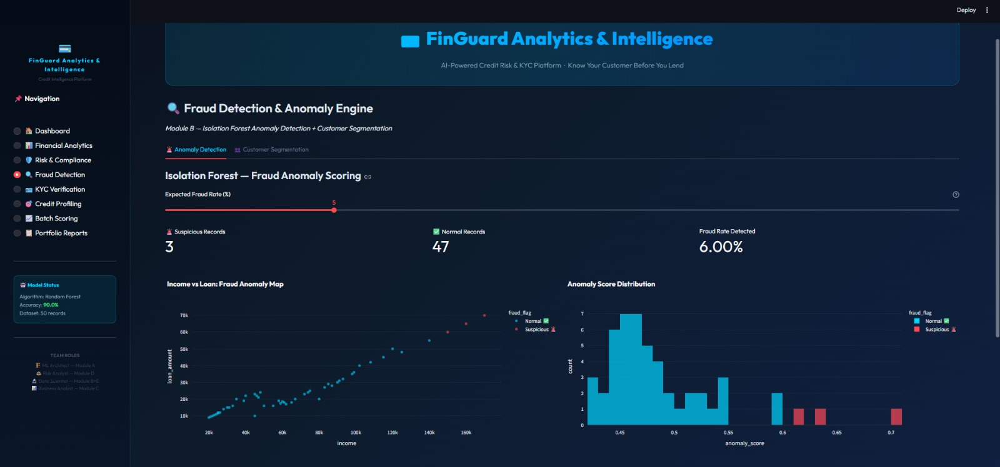 Deploy
FinGuard Analytics &
Intelligence
Credit Intelligence Platform
📌 Navigation
🏠 Dashboard
📊 Financial Analytics
🛡️ Risk & Compliance
🔍 Fraud Detection
🪪 KYC Verification
🎯 Credit Profiling
📈 Batch Scoring
📋 Portfolio Reports
🤖 Model Status
Algorithm: Random Forest
Accuracy: 90.0%
Dataset: 50 records
TEAM ROLES
ML Architect — Module A
Risk Analyst — Module D
Data Scientist — Module B+E
Business Analyst — Module C
FinGuard Analytics & Intelligence
AI-Powered Credit Risk & KYC Platform · Know Your Customer Before You Lend
🔍 Fraud Detection & Anomaly Engine
Module B — Isolation Forest Anomaly Detection + Customer Segmentation
🚨 Anomaly Detection 👥 Customer Segmentation
Isolation Forest — Fraud Anomaly Scoring
Expected Fraud Rate (%)
5
🚨 Suspicious Records
3
✅ Normal Records
47
Fraud Rate Detected
6.00%
Income vs Loan: Fraud Anomaly Map
fraud_flag
Normal ✅
Suspicious 🚨
70k
60k
50k
40k
30k
20k
10k
loan_amount
20k 40k 60k 80k 100k 120k 140k 160k
income
Anomaly Score Distribution
fraud_flag
Normal ✅
Suspicious 🚨
7
6
5
4
3
2
1
0
count
0.45 0.5 0.55 0.6 0.65 0.7
anomaly_score